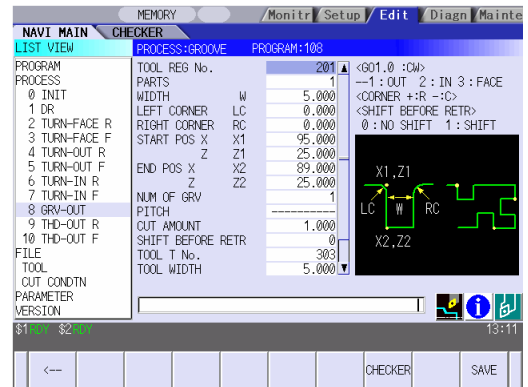 MEMORY
Monitr Setup Edit Diagn Mainte
NAVI MAIN CHECKER
LIST VIEW PROCESS:GROOVE PROGRAM:108
PROGRAM
PROCESS
0 INIT
1 DR
2 TURN-FACE R
3 TURN-FACE F
4 TURN-OUT R
5 TURN-OUT F
6 TURN-IN R
7 TURN-IN F
8 GRV-OUT
9 THD-OUT R
10 THD-OUT F
FILE
TOOL
CUT CONDTN
PARAMETER
VERSION
TOOL REG No. 201
PARTS 1
WIDTH W 5.000
LEFT CORNER LC 0.000
RIGHT CORNER RC 0.000
START POS X X1 95.000
Z Z1 25.000
END POS X X2 89.000
Z Z2 25.000
NUM OF GRV 1
PITCH ----------
CUT AMOUNT 1.000
SHIFT BEFORE RETR 0
TOOL T No. 303
TOOL WIDTH 5.000
<G01.0 :CW>
--1:OUT 2:IN 3:FACE
<CORNER +:R -:C>
<SHIFT BEFORE RETR>
0:NO SHIFT 1:SHIFT
X1,Z1
LC W RC
X2,Z2
$1RDY $2RDY 13:11
<-- CHECKER SAVE